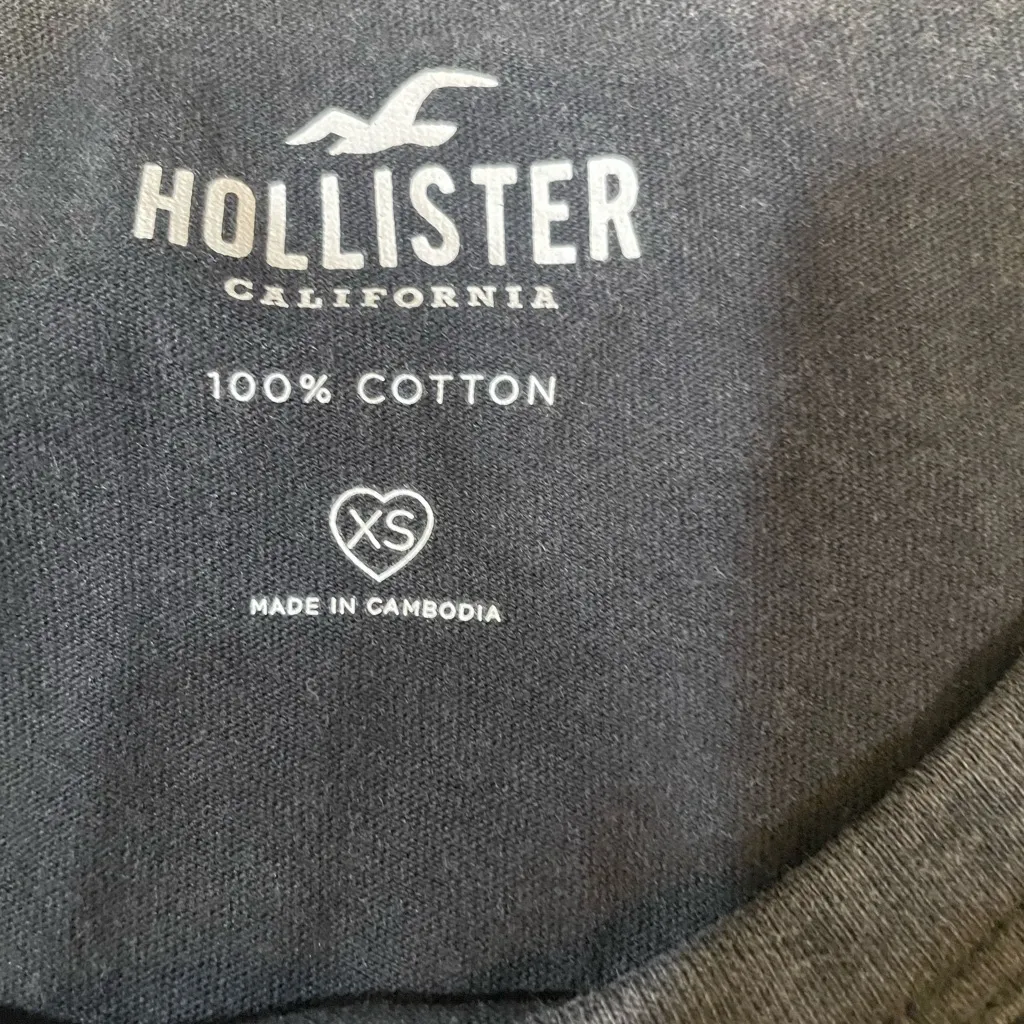 HOLLISTER
CALIFORNIA
100% COTTON
XS
MADE IN CAMBODIA